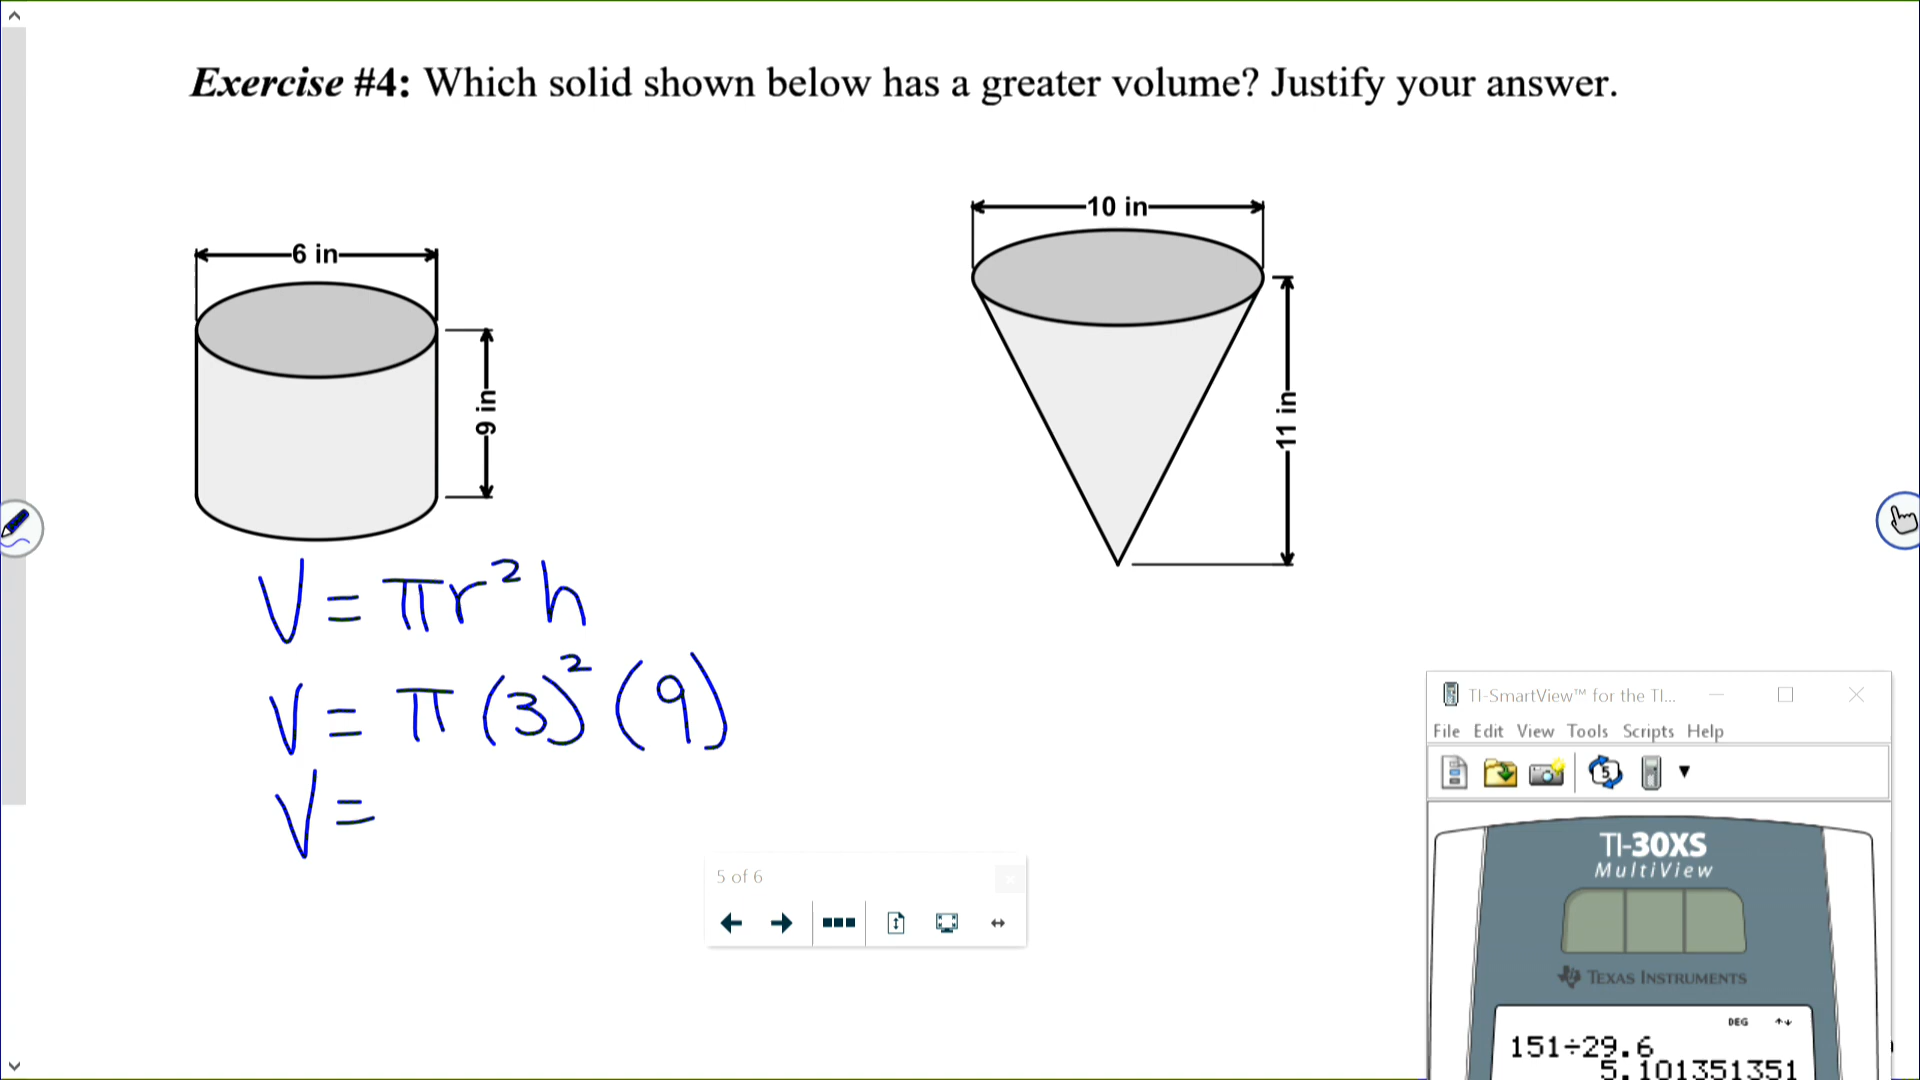 Exercise #4: Which solid shown below has a greater volume? Justify your answer.
10 in
6 in
9 in
11 in
V = πr² h
V = π (3)² (9)
V =
TI-SmartView™ for the TI...
File Edit View Tools Scripts Help
5
5 of 6
TI-30XS
MultiView
TEXAS INSTRUMENTS
DEG
151÷29.6
5.101351351